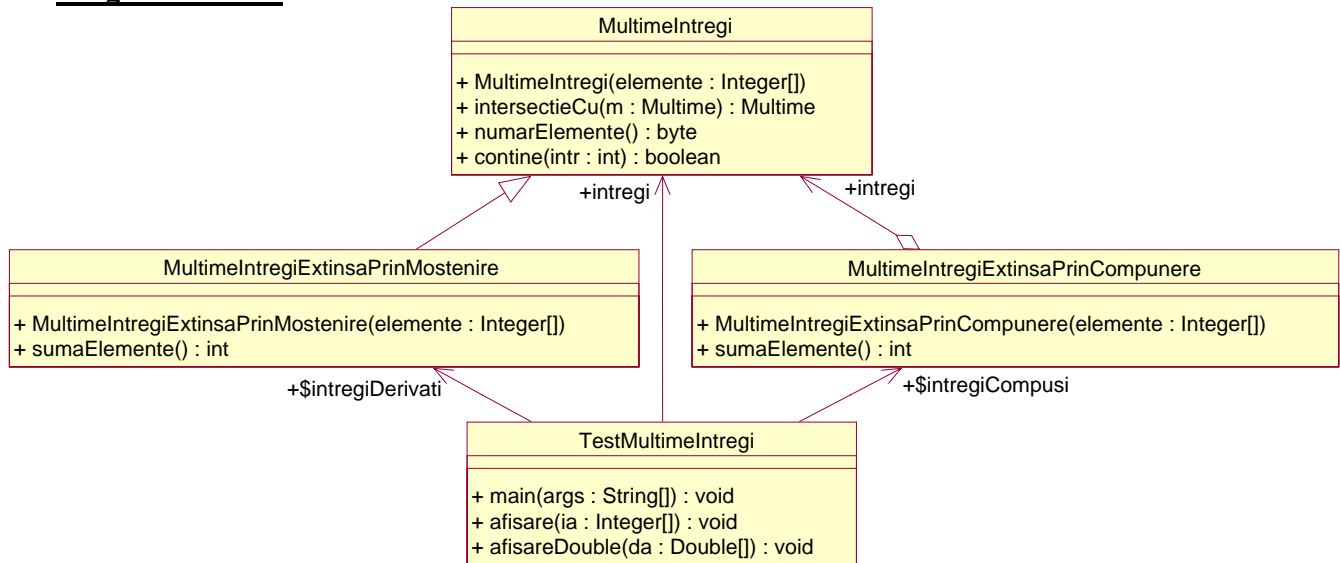 MultimeIntregi
+ MultimeIntregi(elemente : Integer[])
+ intersectieCu(m : Multime) : Multime
+ numarElemente() : byte
+ contine(intr : int) : boolean
+intregi
+intregi
MultimeIntregiExtinsaPrinMostenire
+ MultimeIntregiExtinsaPrinMostenire(elemente : Integer[])
+ sumaElemente() : int
MultimeIntregiExtinsaPrinCompunere
+ MultimeIntregiExtinsaPrinCompunere(elemente : Integer[])
+ sumaElemente() : int
+$intregiDerivati
+$intregiCompusi
TestMultimeIntregi
+ main(args : String[]) : void
+ afisare(ia : Integer[]) : void
+ afisareDouble(da : Double[]) : void